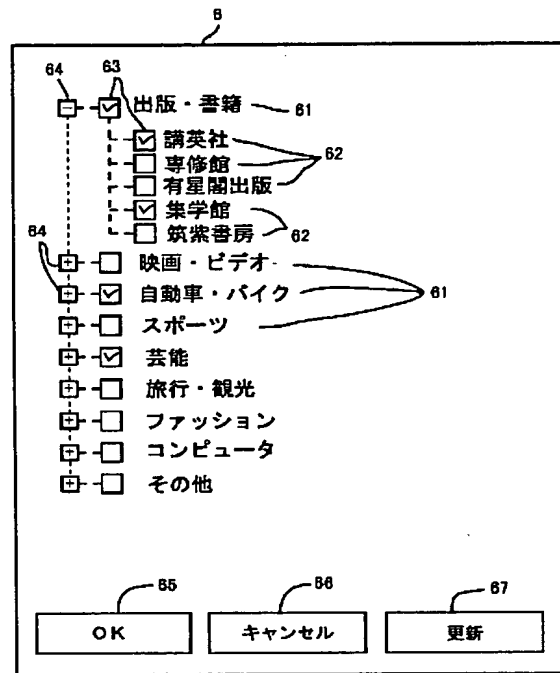 6
64 63
出版・書籍 61
講英社
専修館 62
有星閣出版
集学館
筑紫書房 62
64
映画・ビデオ
自動車・バイク 61
スポーツ
芸能
旅行・観光
ファッション
コンピュータ
その他
65 66 67
OK キャンセル 更新